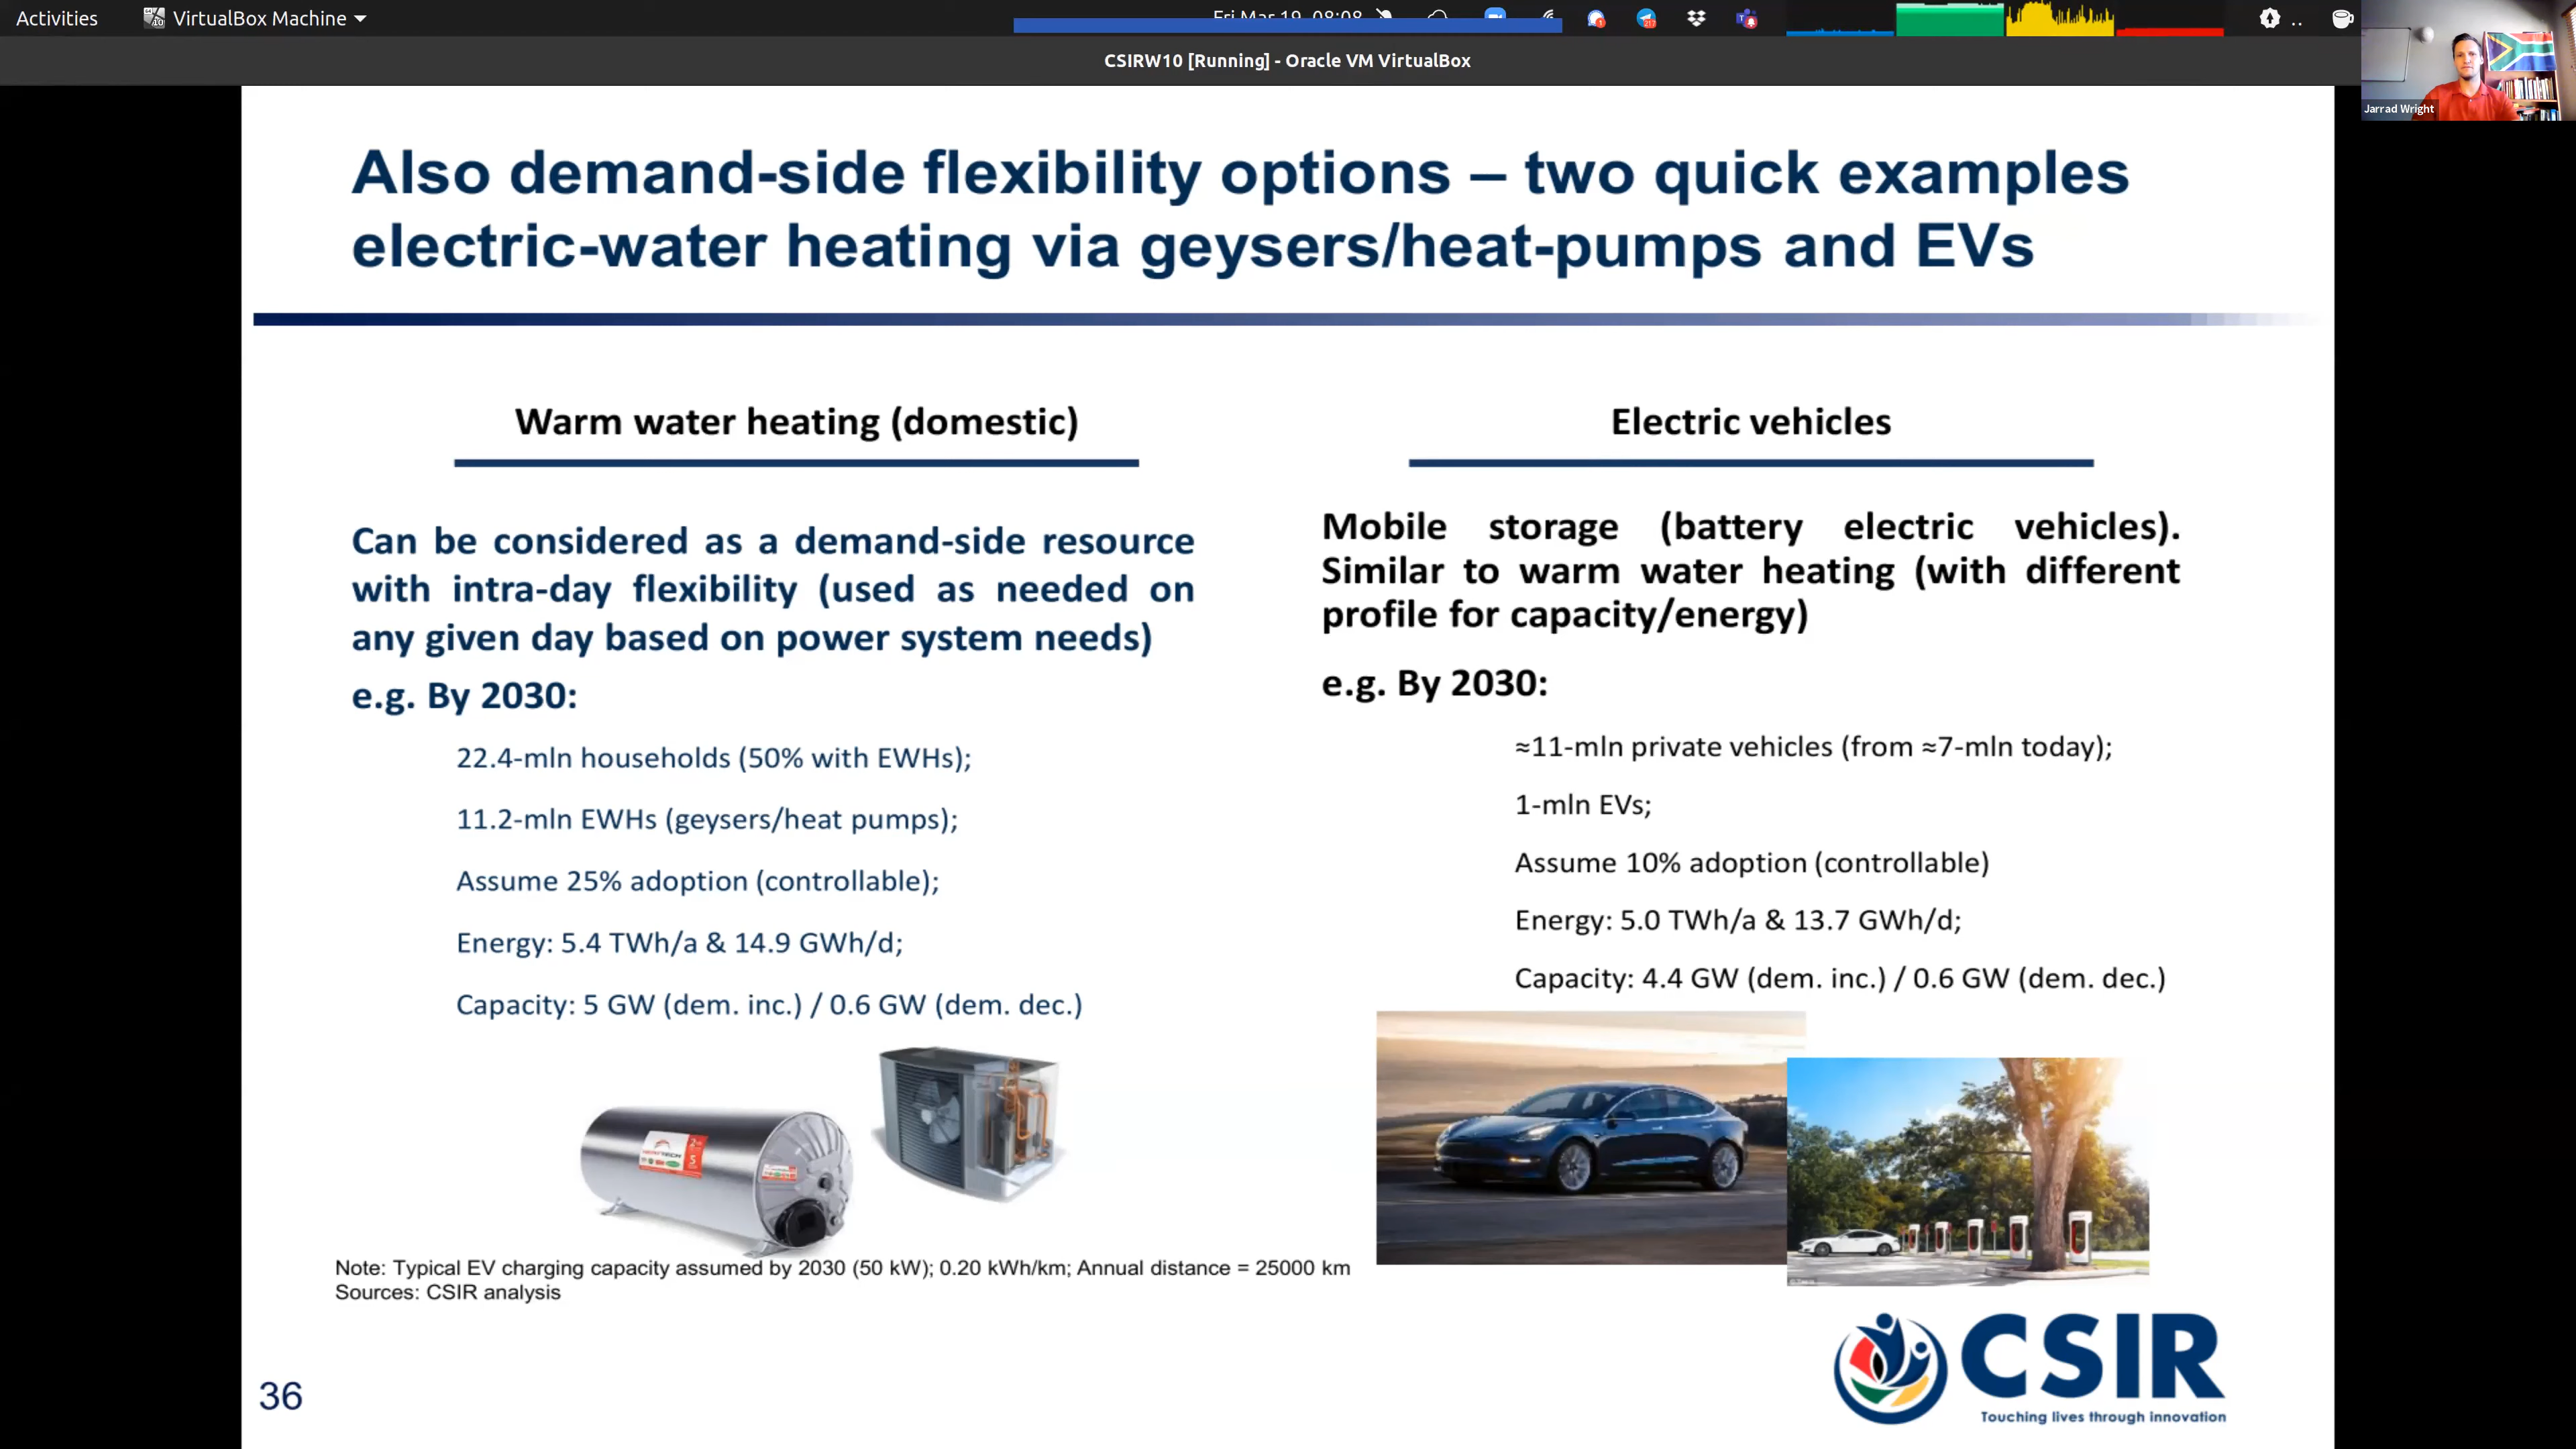 Activities
VirtualBox Machine
Fri Mar 19 08:08
CSIRW10 [Running] - Oracle VM VirtualBox
Jarrad Wright
Also demand-side flexibility options – two quick examples
electric-water heating via geysers/heat-pumps and EVs
Warm water heating (domestic)
Can be considered as a demand-side resource
with intra-day flexibility (used as needed on
any given day based on power system needs)
e.g. By 2030:
22.4-mln households (50% with EWHs);
11.2-mln EWHs (geysers/heat pumps);
Assume 25% adoption (controllable);
Energy: 5.4 TWh/a & 14.9 GWh/d;
Capacity: 5 GW (dem. inc.) / 0.6 GW (dem. dec.)
Electric vehicles
Mobile storage (battery electric vehicles).
Similar to warm water heating (with different
profile for capacity/energy)
e.g. By 2030:
≈11-mln private vehicles (from ≈7-mln today);
1-mln EVs;
Assume 10% adoption (controllable)
Energy: 5.0 TWh/a & 13.7 GWh/d;
Capacity: 4.4 GW (dem. inc.) / 0.6 GW (dem. dec.)
Note: Typical EV charging capacity assumed by 2030 (50 kW); 0.20 kWh/km; Annual distance = 25000 km
Sources: CSIR analysis
36
CSIR
Touching lives through innovation